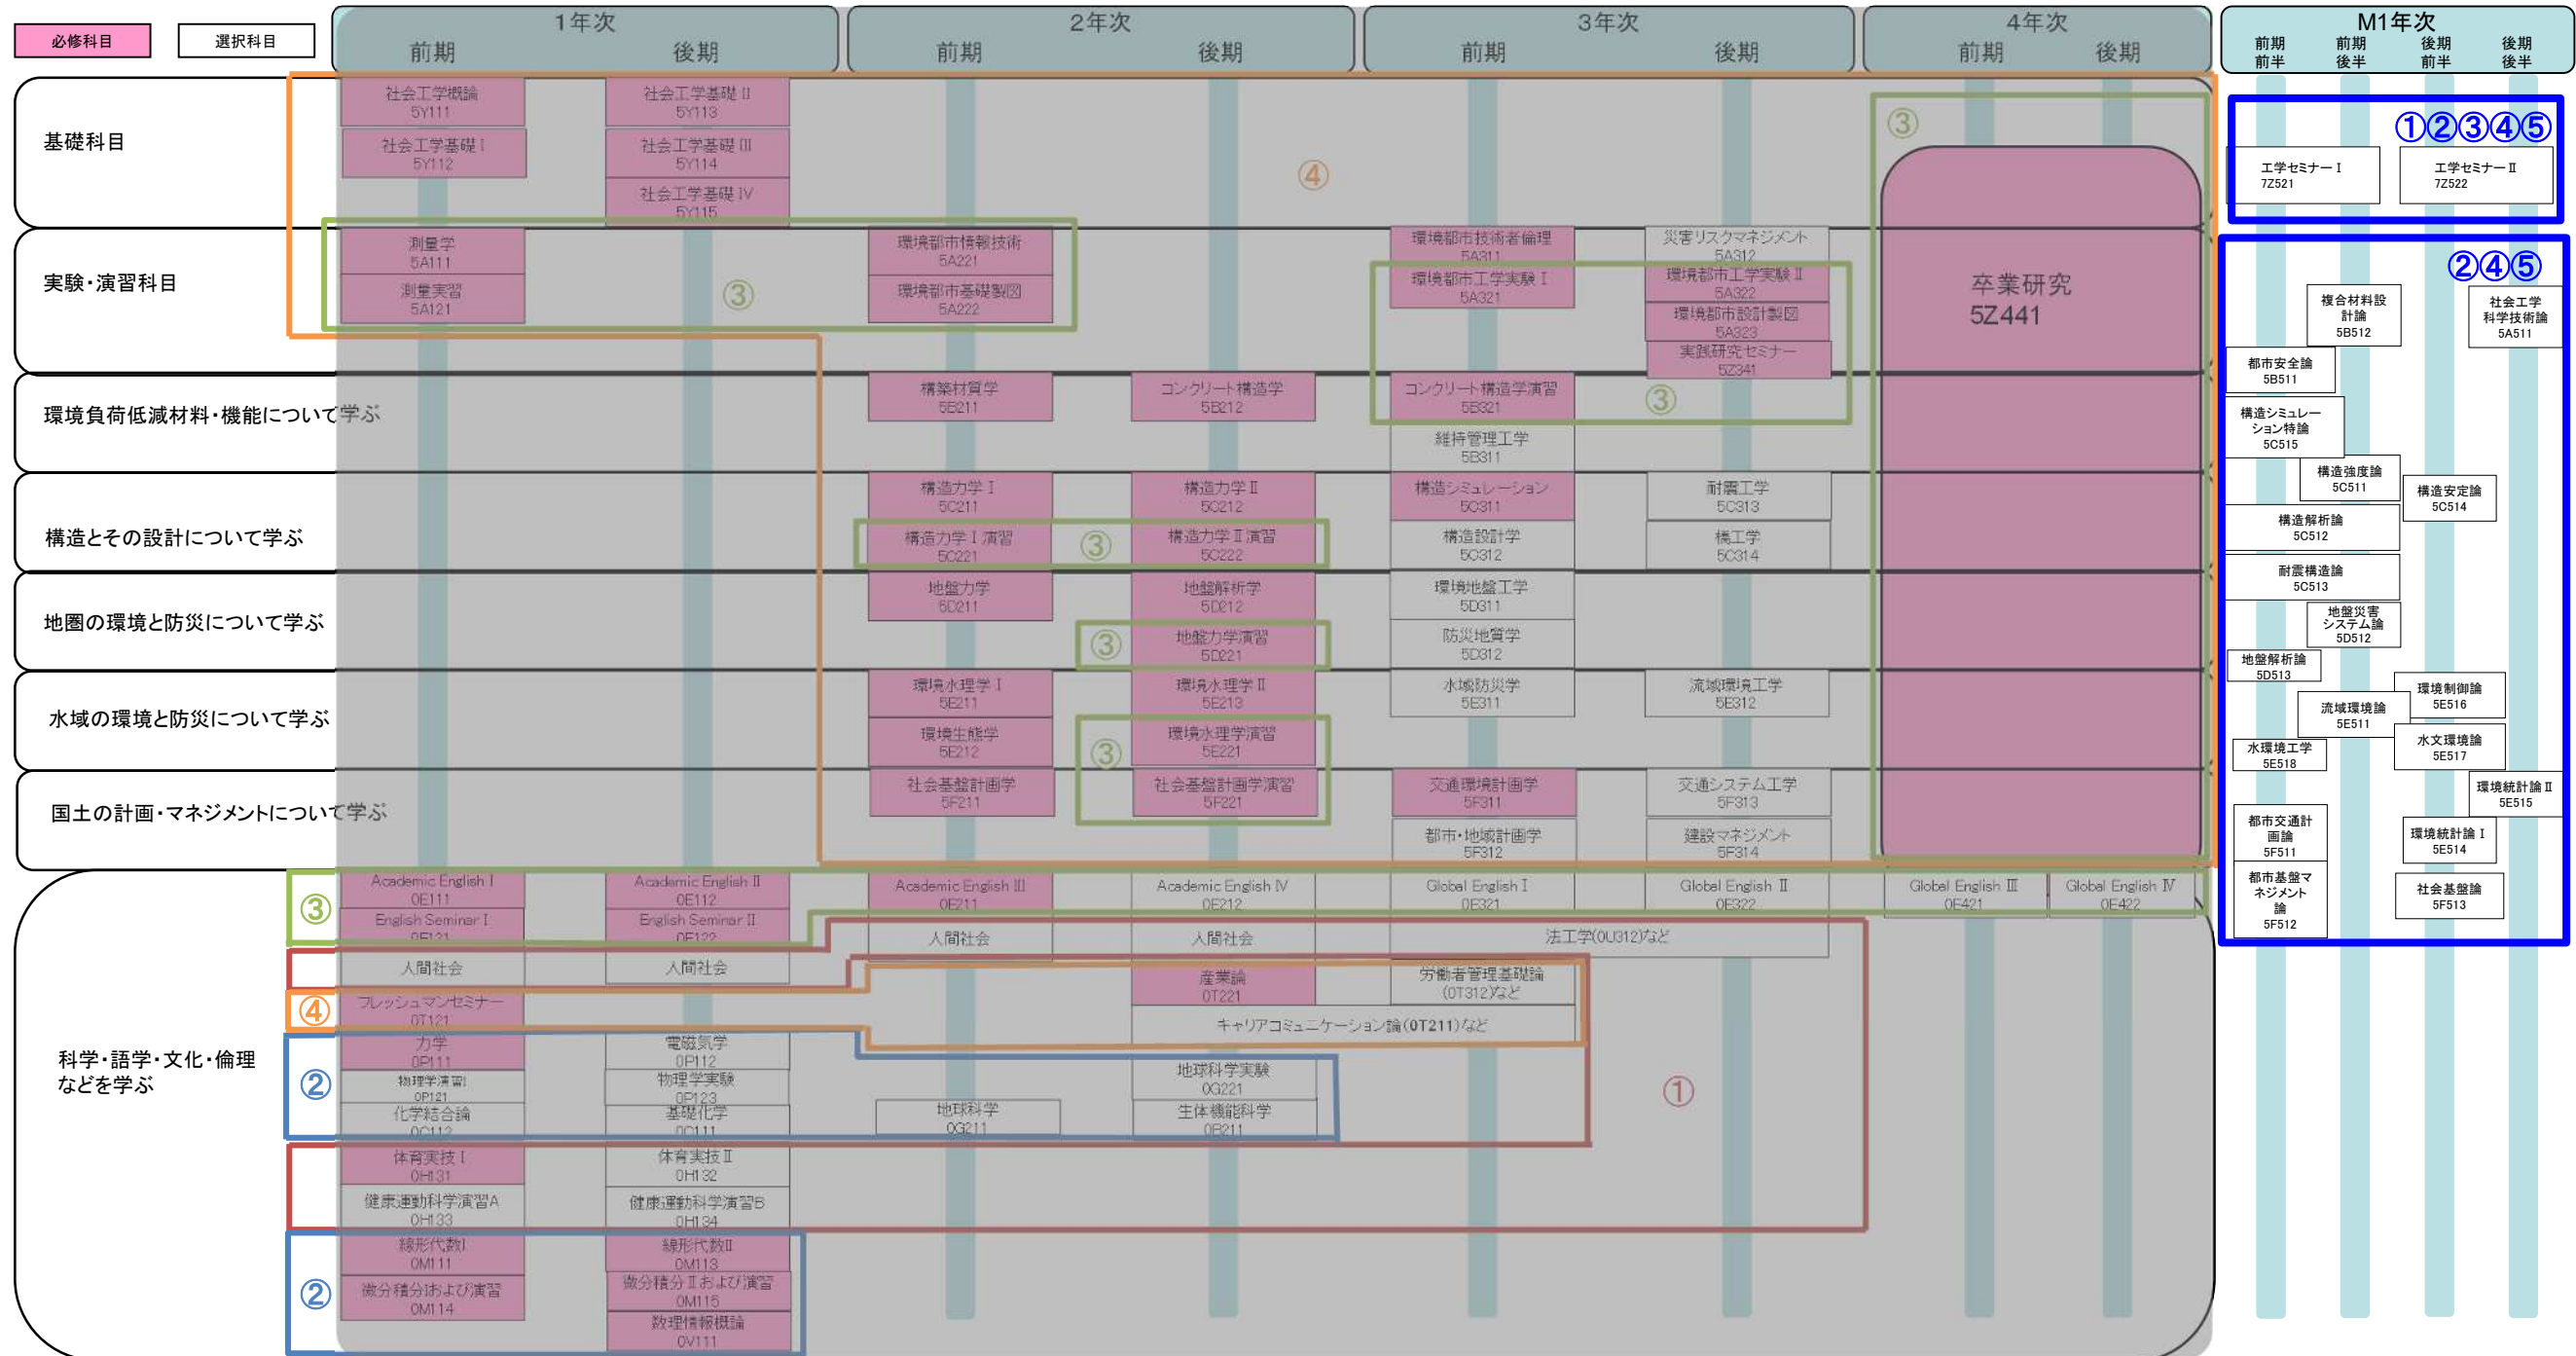 必修科目
選択科目
1年次
前期
後期
2年次
前期
後期
3年次
前期
後期
4年次
前期
後期
M1年次
前期
前半
前期
後半
後期
前半
後期
後半
基礎科目
社会工学概論
5Y111
社会工学基礎Ⅰ
5Y112
社会工学基礎Ⅱ
5Y113
社会工学基礎Ⅲ
5Y114
社会工学基礎Ⅳ
5Y115
④
③
卒業研究
5Z441
①②③④⑤
工学セミナーⅠ
7Z521
工学セミナーⅡ
7Z522
実験・演習科目
測量学
5A111
測量実習
5A121
③
環境都市情報技術
5A221
環境都市基礎製図
5A222
環境都市技術者倫理
5A311
環境都市工学実験Ⅰ
5A321
災害リスクマネジメント
5A312
環境都市工学実験Ⅱ
5A322
環境都市設計製図
5A323
実践研究セミナー
5Z341
②④⑤
複合材料設
計論
5B512
社会工学
科学技術論
5A511
都市安全論
5B511
環境負荷低減材料・機能について学ぶ
構築材質学
5B211
コンクリート構造学
5B212
コンクリート構造学演習
5B321
③
維持管理工学
5B311
構造シミュレー
ション特論
5C515
構造強度論
5C511
構造安定論
5C514
構造解析論
5C512
耐震構造論
5C513
構造とその設計について学ぶ
構造力学Ⅰ
5C211
構造力学Ⅰ演習
5C221
③
構造力学Ⅱ
5C212
構造力学Ⅱ演習
5C222
構造シミュレーション
5C311
構造設計学
5C312
耐震工学
5C313
橋工学
5C314
地圏の環境と防災について学ぶ
地盤力学
5D211
地盤解析学
5D212
③
地盤力学演習
5D221
環境地盤工学
5D311
防災地質学
5D312
地盤災害
システム論
5D512
地盤解析論
5D513
水域の環境と防災について学ぶ
環境水理学Ⅰ
5E211
環境生態学
5E212
環境水理学Ⅱ
5E213
③
環境水理学演習
5E221
水域防災学
5E311
流域環境工学
5E312
環境制御論
5E516
流域環境論
5E511
水文環境論
5E517
水環境工学
5E518
環境統計論Ⅱ
5E515
国土の計画・マネジメントについて学ぶ
社会基盤計画学
5F211
社会基盤計画学演習
5F221
交通環境計画学
5F311
都市・地域計画学
5F312
交通システム工学
5F313
建設マネジメント
5F314
都市交通計
画論
5F511
環境統計論Ⅰ
5E514
都市基盤マ
ネジメント
論
5F512
社会基盤論
5F513
科学・語学・文化・倫理
などを学ぶ
③
Academic English Ⅰ
0E111
English Seminar Ⅰ
0E121
Academic English Ⅱ
0E112
English Seminar Ⅱ
0E122
Academic English Ⅲ
0E211
Academic English Ⅳ
0E212
Global English Ⅰ
0E321
Global English Ⅱ
0E322
Global English Ⅲ
0E421
Global English Ⅳ
0E422
人間社会
人間社会
人間社会
人間社会
法工学(0U312)など
④
フレッシュマンセミナー
0T121
産業論
0T221
労働者管理基礎論
(0T312)など
キャリアコミュニケーション論(0T211)など
②
力学
0P111
物理学演習Ⅰ
0P121
化学結合論
0C112
電磁気学
0P112
物理学実験
0P123
基礎化学
0C111
地球科学
0G211
地球科学実験
0G221
生体機能科学
0B211
①
体育実技Ⅰ
0H131
健康運動科学演習A
0H133
体育実技Ⅱ
0H132
健康運動科学演習B
0H134
②
線形代数Ⅰ
0M111
微分積分Ⅰおよび演習
0M114
線形代数Ⅱ
0M113
微分積分Ⅱおよび演習
0M115
数理情報概論
0V111